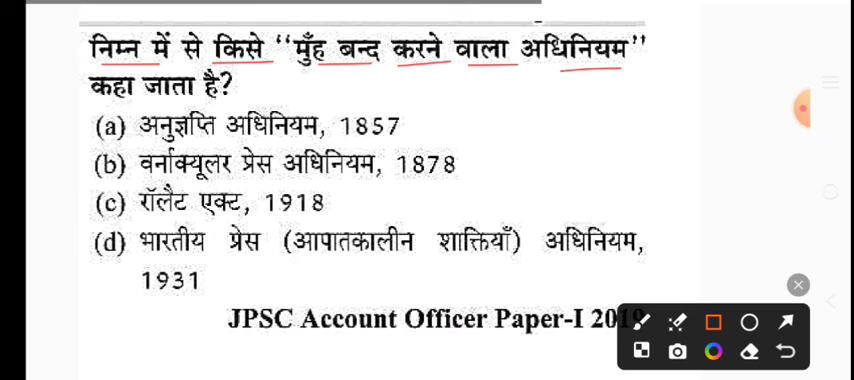 निम्न में से किसे “मुँह बन्द करने वाला अधिनियम”
कहा जाता है?
(a) अनुज्ञप्ति अधिनियम, 1857
(b) वर्नाक्यूलर प्रेस अधिनियम, 1878
(c) रॉलैट एक्ट, 1918
(d) भारतीय प्रेस (आपातकालीन शाक्तियाँ) अधिनियम,
1931
JPSC Account Officer Paper-I 2019